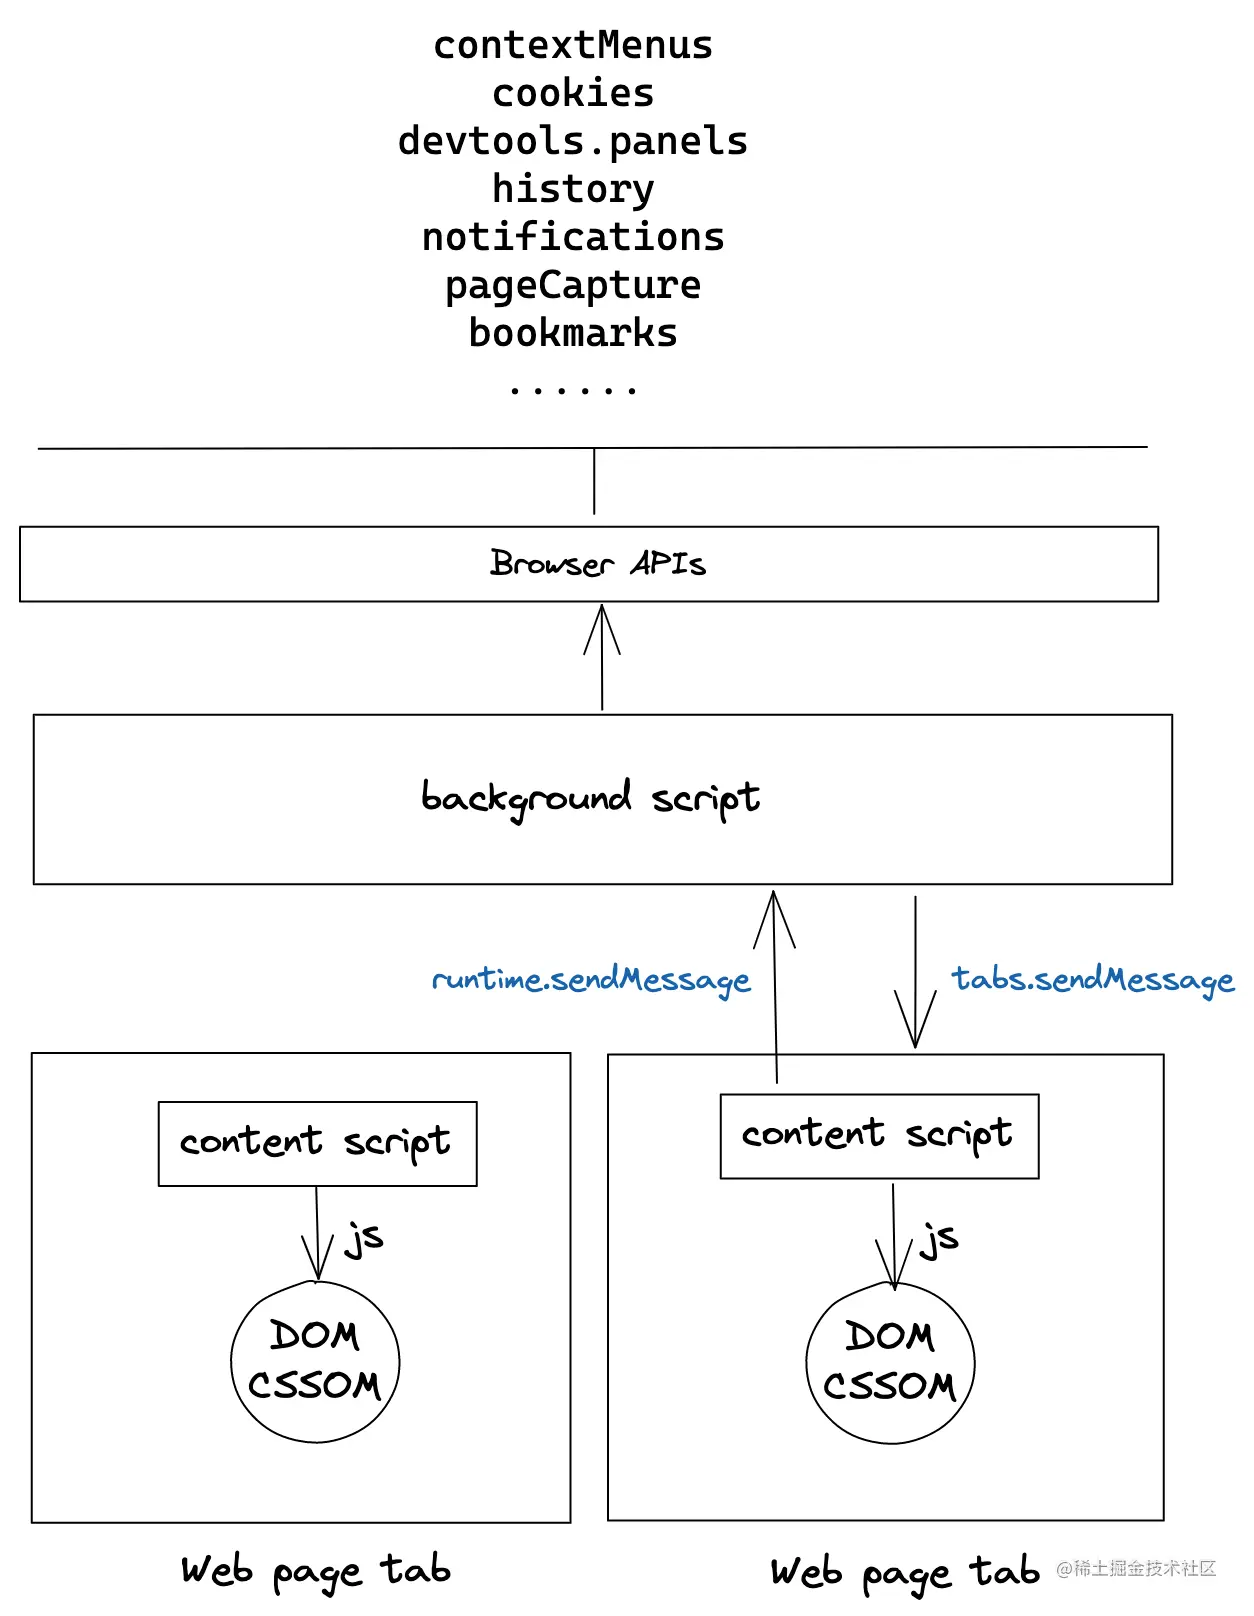 contextMenus
cookies
devtools.panels
history
notifications
pageCapture
bookmarks
......
Browser APIs
background script
runtime.sendMessage
tabs.sendMessage
content script
content script
js
js
DOM
CSSOM
DOM
CSSOM
Web page tab
Web page tab
@稀土掘金技术社区